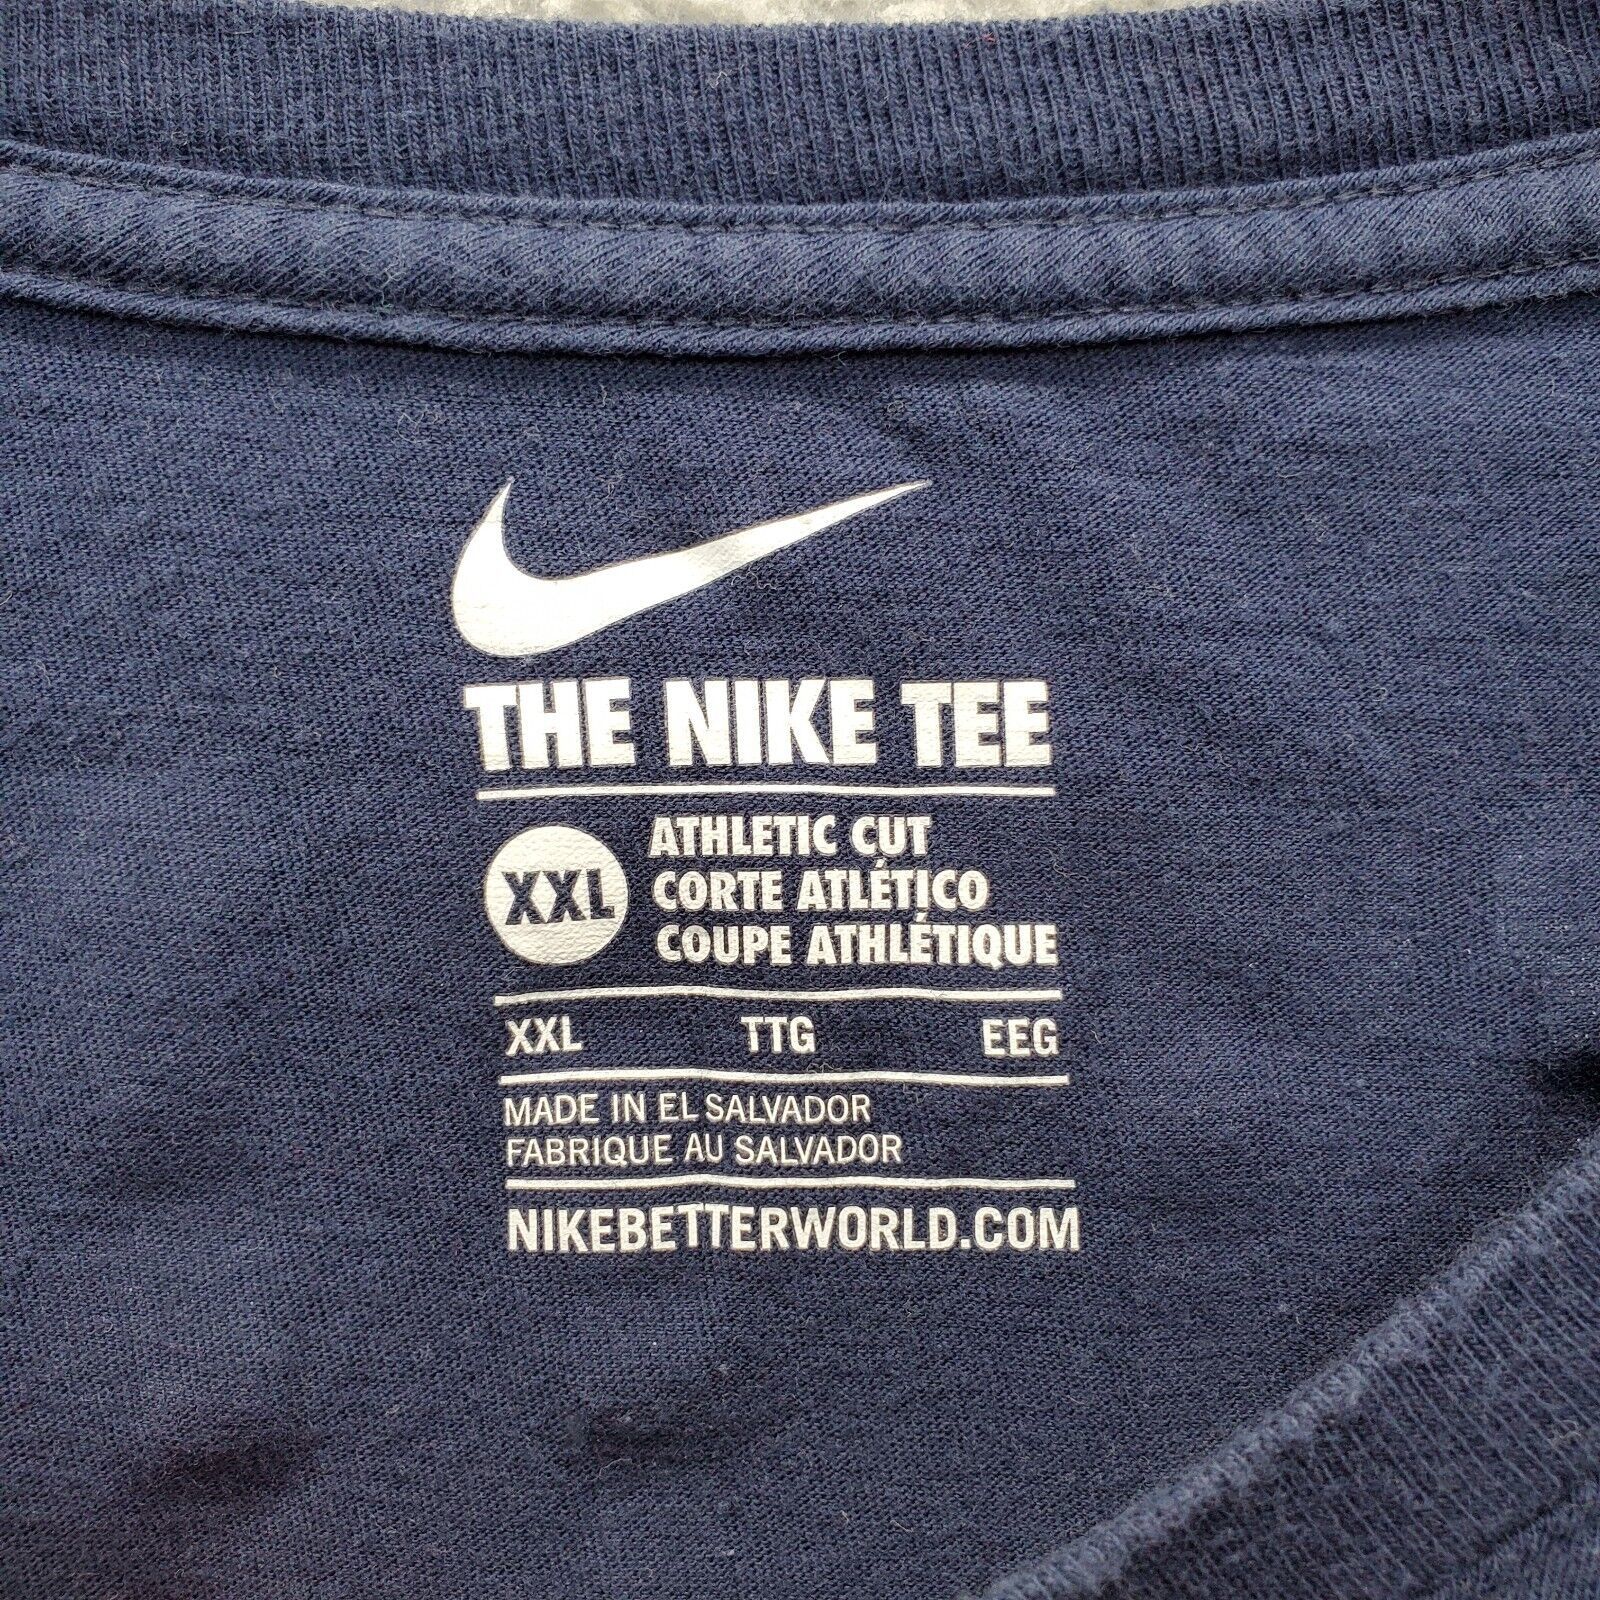 THE NIKE TEE
XXL
ATHLETIC CUT
CORTE ATLÉTICO
COUPE ATHLÉTIQUE
XXL TTG EEG
MADE IN EL SALVADOR
FABRIQUE AU SALVADOR
NIKEBETTERWORLD.COM